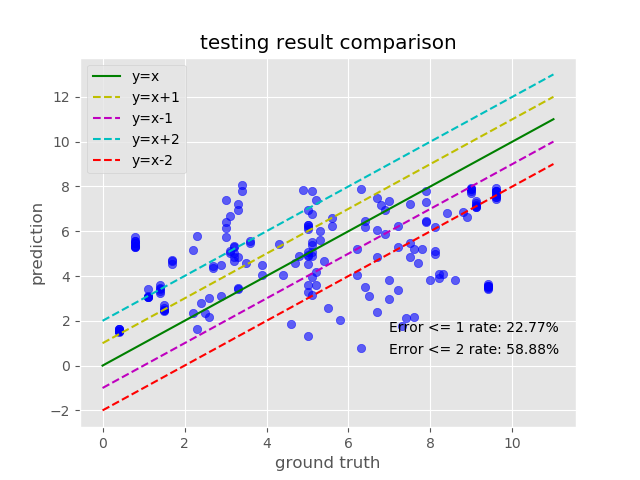 testing result comparison
y=x
y=x+1
y=x-1
y=x+2
y=x-2
12
10
8
6
4
2
0
−2
prediction
Error <= 1 rate: 22.77%
Error <= 2 rate: 58.88%
0
2
4
6
8
10
ground truth